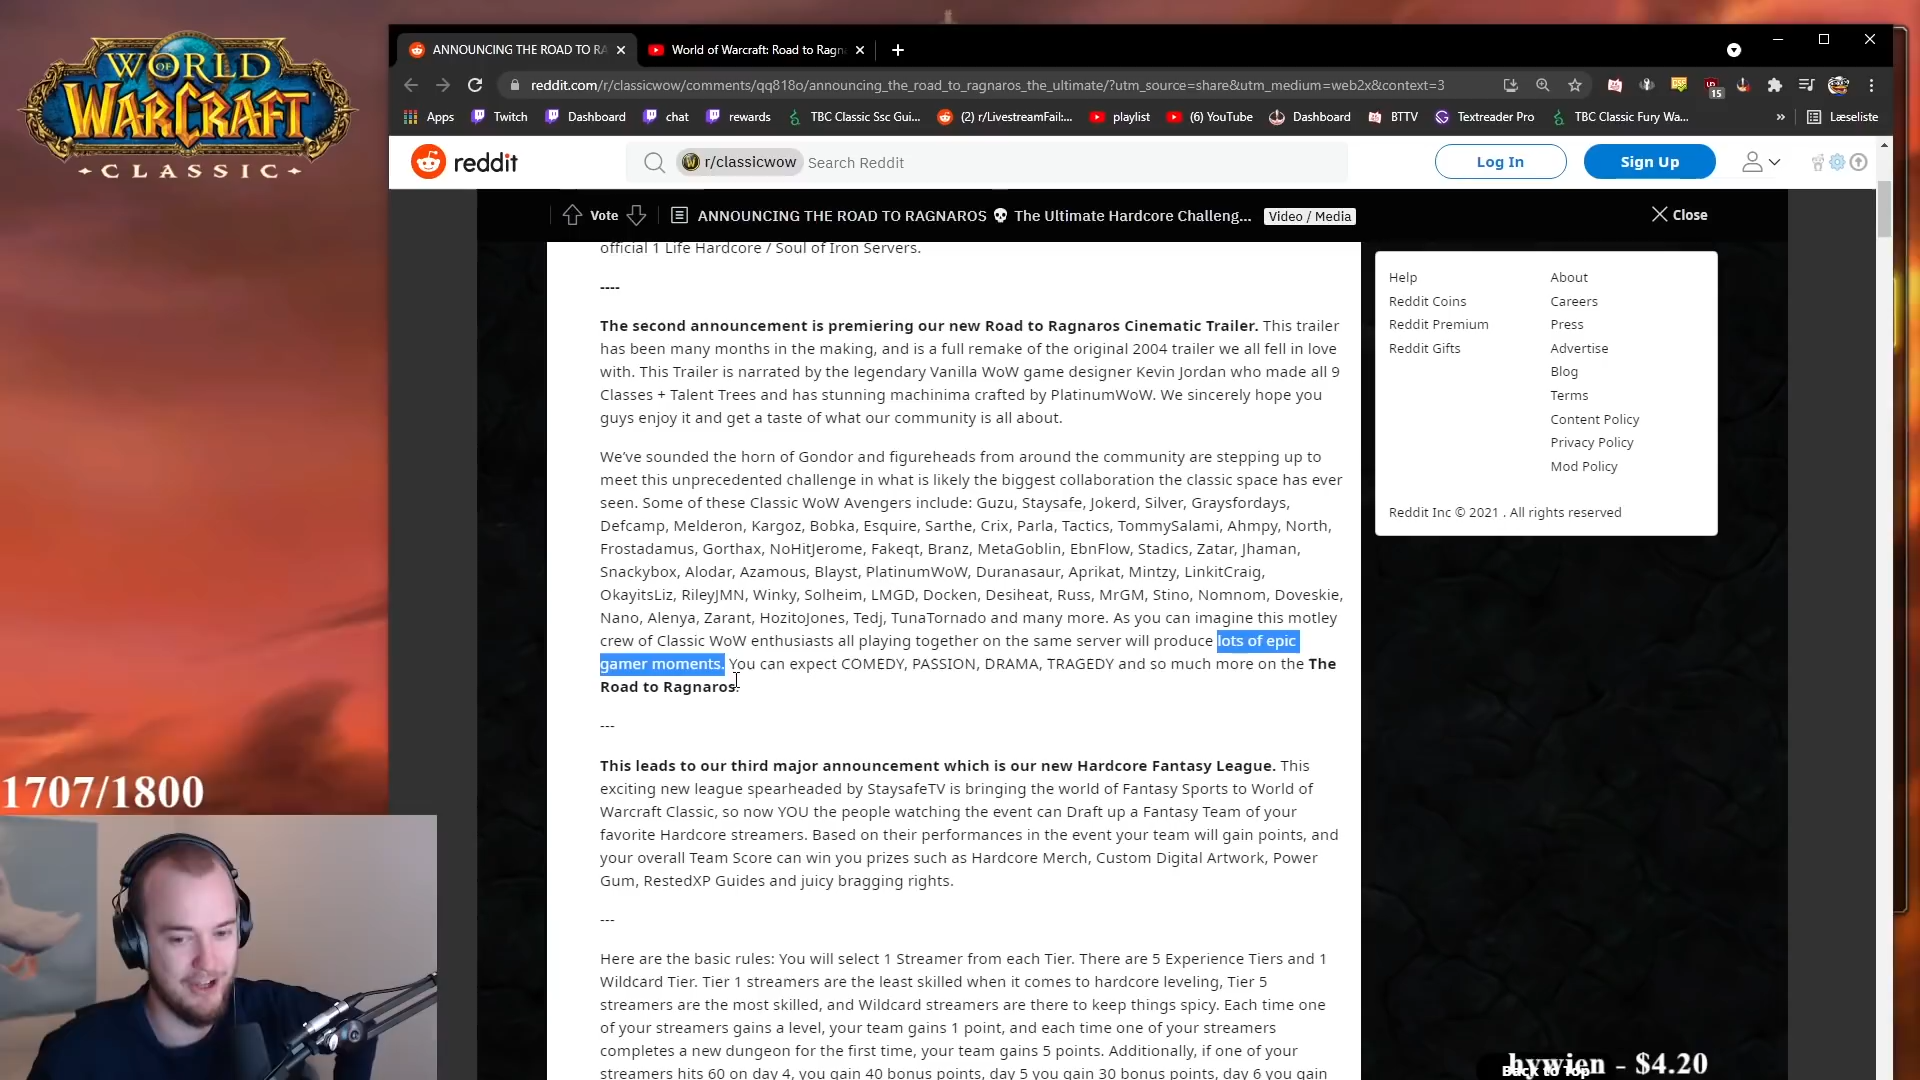 WORLD
OF
WARCRAFT
CLASSIC
ANNOUNCING THE ROAD TO RA
World of Warcraft: Road to Ragn
reddit.com/r/classicwow/comments/qq818o/announcing_the_road_to_ragnaros_the_ultimate/?utm_source=share&utm_medium=web2x&context=3
15
Apps Twitch Dashboard chat rewards TBC Classic Ssc Gui... (2) r/LivestreamFail:... playlist (6) YouTube Dashboard BTTV Textreader Pro TBC Classic Fury Wa... » Læseliste
reddit r/classicwow Search Reddit Log In Sign Up
Vote ANNOUNCING THE ROAD TO RAGNAROS 💀 The Ultimate Hardcore Challeng... Video / Media Close
official 1 Life Hardcore / Soul of Iron Servers.
----
The second announcement is premiering our new Road to Ragnaros Cinematic Trailer. This trailer
has been many months in the making, and is a full remake of the original 2004 trailer we all fell in love
with. This Trailer is narrated by the legendary Vanilla WoW game designer Kevin Jordan who made all 9
Classes + Talent Trees and has stunning machinima crafted by PlatinumWoW. We sincerely hope you
guys enjoy it and get a taste of what our community is all about.
We've sounded the horn of Gondor and figureheads from around the community are stepping up to
meet this unprecedented challenge in what is likely the biggest collaboration the classic space has ever
seen. Some of these Classic WoW Avengers include: Guzu, Staysafe, Jokerd, Silver, Graysfordays,
Defcamp, Melderon, Kargoz, Bobka, Esquire, Sarthe, Crix, Parla, Tactics, TommySalami, Ahmpy, North,
Frostadamus, Gorthax, NoHitJerome, Fakeqt, Branz, MetaGoblin, EbnFlow, Stadics, Zatar, Jhaman,
Snackybox, Alodar, Azamous, Blayst, PlatinumWoW, Duranasaur, Aprikat, Mintzy, LinkitCraig,
OkayitsLiz, RileyJMN, Winky, Solheim, LMGD, Docken, Desiheat, Russ, MrGM, Stino, Nomnom, Doveskie,
Nano, Alenya, Zarant, HozitoJones, Tedj, TunaTornado and many more. As you can imagine this motley
crew of Classic WoW enthusiasts all playing together on the same server will produce lots of epic
gamer moments. You can expect COMEDY, PASSION, DRAMA, TRAGEDY and so much more on the The
Road to Ragnaros.
---
This leads to our third major announcement which is our new Hardcore Fantasy League. This
exciting new league spearheaded by StaysafeTV is bringing the world of Fantasy Sports to World of
Warcraft Classic, so now YOU the people watching the event can Draft up a Fantasy Team of your
favorite Hardcore streamers. Based on their performances in the event your team will gain points, and
your overall Team Score can win you prizes such as Hardcore Merch, Custom Digital Artwork, Power
Gum, RestedXP Guides and juicy bragging rights.
---
Here are the basic rules: You will select 1 Streamer from each Tier. There are 5 Experience Tiers and 1
Wildcard Tier. Tier 1 streamers are the least skilled when it comes to hardcore leveling, Tier 5
streamers are the most skilled, and Wildcard streamers are there to keep things spicy. Each time one
of your streamers gains a level, your team gains 1 point, and each time one of your streamers
completes a new dungeon for the first time, your team gains 5 points. Additionally, if one of your
streamers hits 60 on day 4, you gain 40 bonus points, day 5 you gain 30 bonus points, day 6 you gain
Help About
Reddit Coins Careers
Reddit Premium Press
Reddit Gifts Advertise
Blog
Terms
Content Policy
Privacy Policy
Mod Policy
Reddit Inc © 2021 . All rights reserved
1707/1800
hywien - $4.20
Back to Top